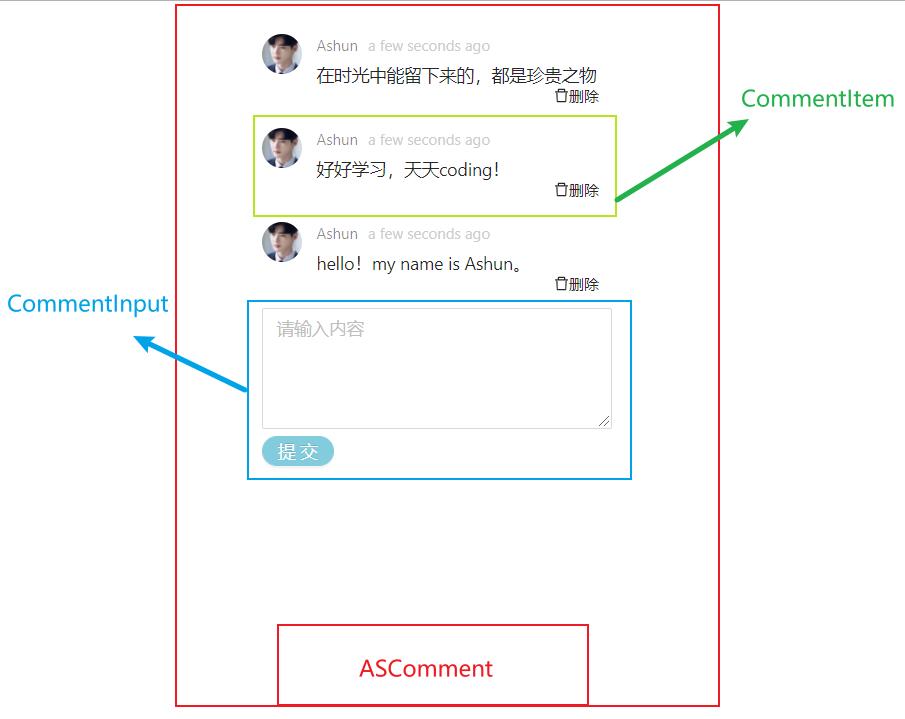 Ashun a few seconds ago
在时光中能留下来的，都是珍贵之物
删除
CommentItem
Ashun a few seconds ago
好好学习，天天coding！
删除
Ashun a few seconds ago
hello！my name is Ashun。
删除
CommentInput
请输入内容
提交
ASComment